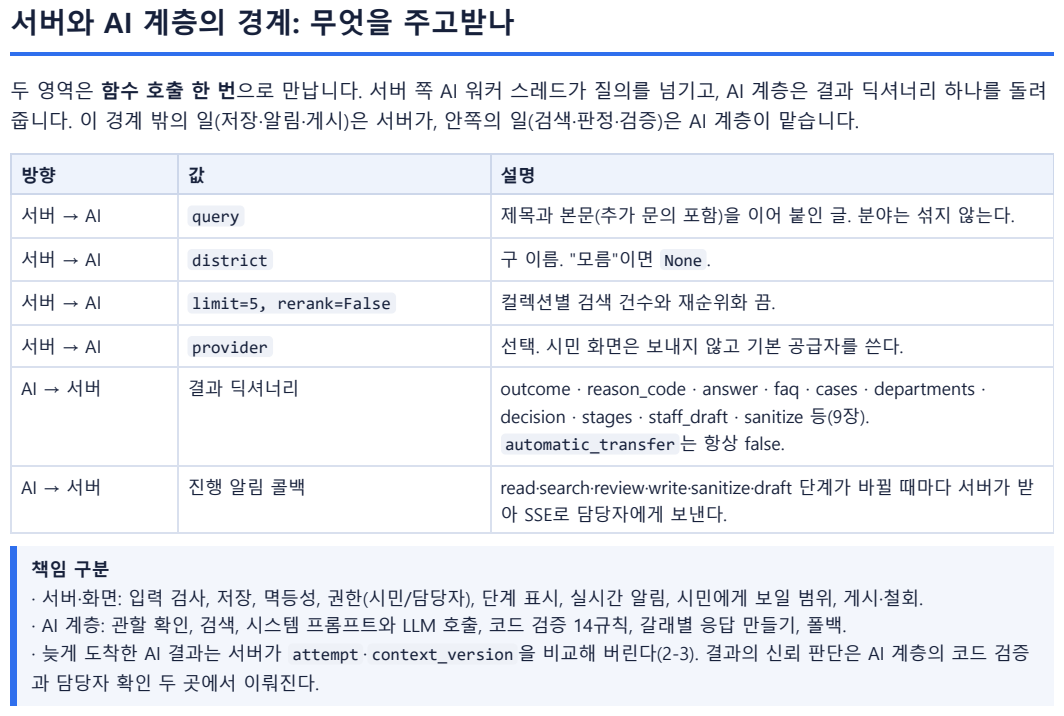 서버와 AI 계층의 경계: 무엇을 주고받나
두 영역은 함수 호출 한 번으로 만납니다. 서버 쪽 AI 워커 스레드가 질의를 넘기고, AI 계층은 결과 딕셔너리 하나를 돌려
줍니다. 이 경계 밖의 일(저장·알림·게시)은 서버가, 안쪽의 일(검색·판정·검증)은 AI 계층이 맡습니다.
방향 값 설명
서버 → AI query 제목과 본문(추가 문의 포함)을 이어 붙인 글. 분야는 섞지 않는다.
서버 → AI district 구 이름. "모름"이면 None.
서버 → AI limit=5, rerank=False 컬렉션별 검색 건수와 재순위화 끔.
서버 → AI provider 선택. 시민 화면은 보내지 않고 기본 공급자를 쓴다.
AI → 서버 결과 딕셔너리 outcome · reason_code · answer · faq · cases · departments ·
decision · stages · staff_draft · sanitize 등(9장).
automatic_transfer는 항상 false.
AI → 서버 진행 알림 콜백 read·search·review·write·sanitize·draft 단계가 바뀔 때마다 서버가 받
아 SSE로 담당자에게 보낸다.
책임 구분
· 서버·화면: 입력 검사, 저장, 멱등성, 권한(시민/담당자), 단계 표시, 실시간 알림, 시민에게 보일 범위, 게시·철회.
· AI 계층: 관할 확인, 검색, 시스템 프롬프트와 LLM 호출, 코드 검증 14규칙, 갈래별 응답 만들기, 폴백.
· 늦게 도착한 AI 결과는 서버가 attempt·context_version을 비교해 버린다(2-3). 결과의 신뢰 판단은 AI 계층의 코드 검증
과 담당자 확인 두 곳에서 이뤄진다.